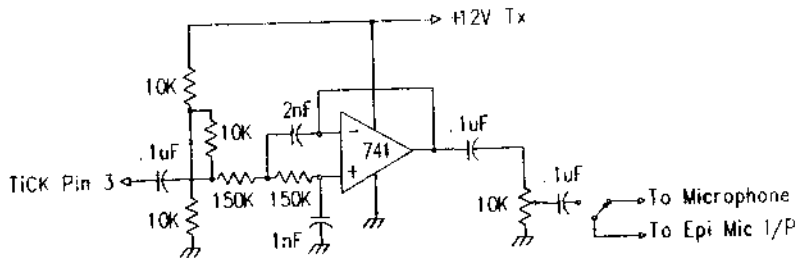 +12V Tx
10K
2nF
10K
.1uF
741
.1uF
.1uF
TiCK Pin 3
150K
150K
10K
To Microphone
10K
To Epi Mic I/P
1nF
-
+